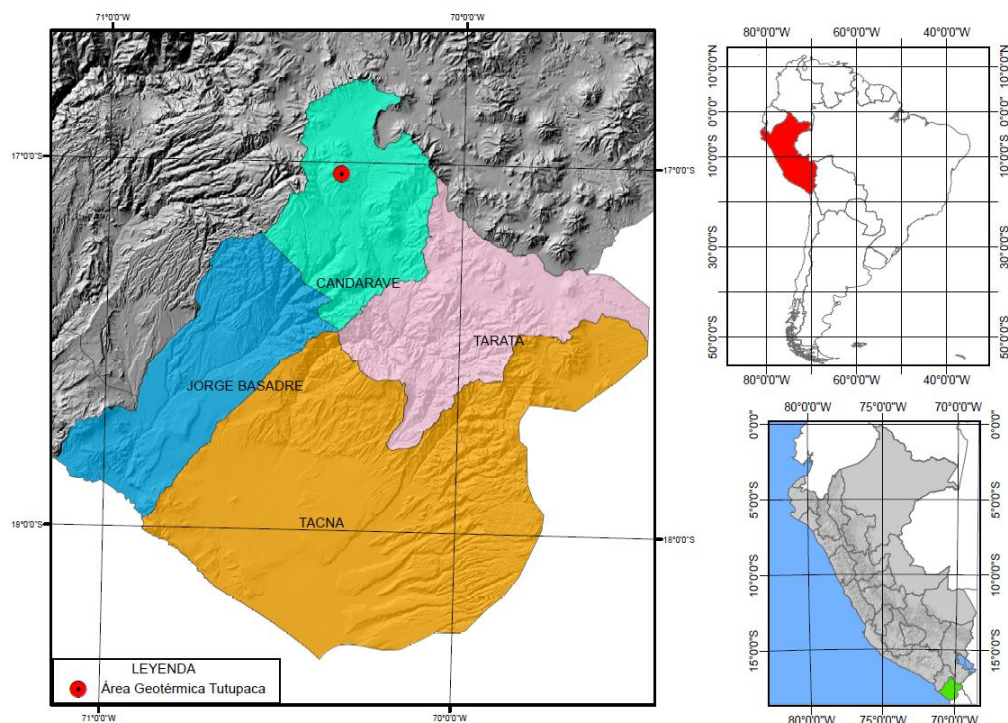 71°0'0"W
70°0'0"W
17°0'0"S
17°0'0"S
CANDARAVE
TARATA
JORGE BASADRE
TACNA
18°0'0"S
18°0'0"S
LEYENDA
Área Geotérmica Tutupaca
71°0'0"W
70°0'0"W
80°0'0"W
60°0'0"W
40°0'0"W
10°0'0"N
10°0'0"N
0°0'0"
0°0'0"
10°0'0"S
10°0'0"S
30°0'0"S
30°0'0"S
50°0'0"S
50°0'0"S
80°0'0"W
60°0'0"W
40°0'0"W
80°0'0"W
75°0'0"W
70°0'0"W
0°0'0"
0°0'0"
5°0'0"S
5°0'0"S
10°0'0"S
10°0'0"S
15°0'0"S
15°0'0"S
80°0'0"W
75°0'0"W
70°0'0"W